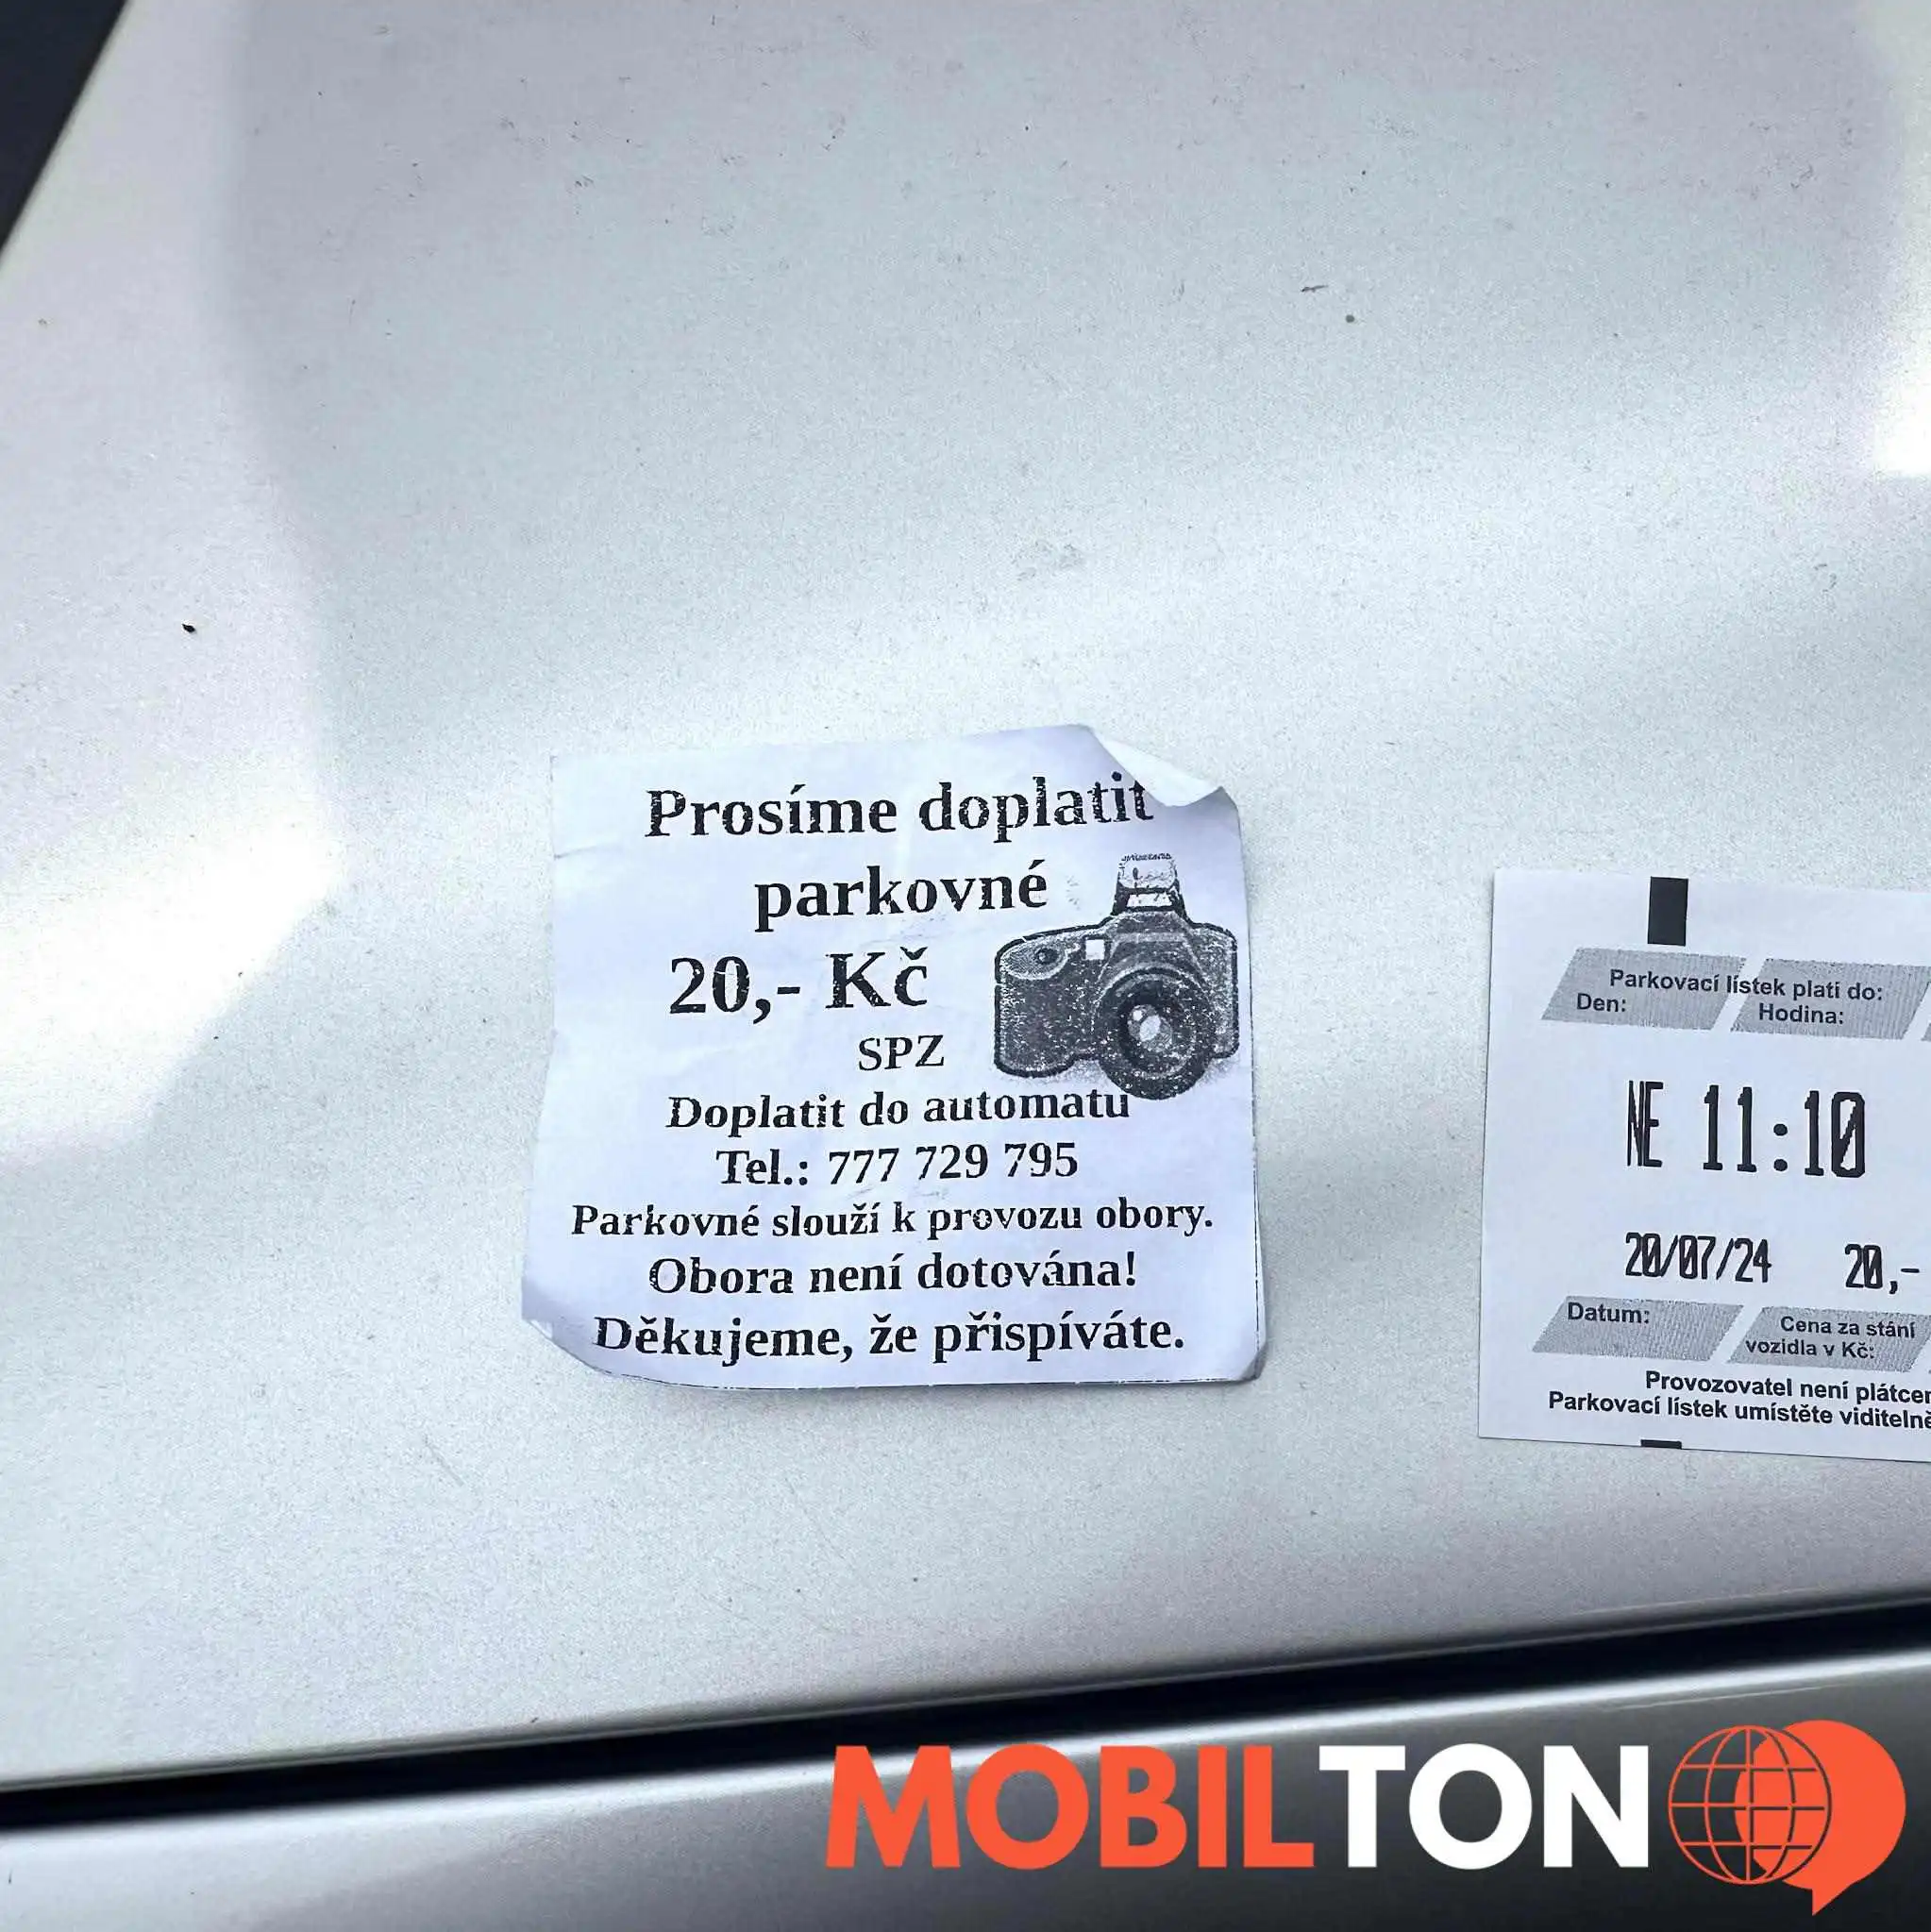 Prosíme doplatit
parkovné
20,- Kč
SPZ
Doplatit do automatu
Tel.: 777 729 795
Parkovné slouží k provozu obory.
Obora není dotována!
Děkujeme, že přispíváte.
Parkovací lístek platí do:
Den: Hodina:
NE 11:10
20/07/24 20,-
Datum: Cena za stání
vozidla v Kč:
Provozovatel není
Parkovací lístek umístěte
MOBILTON